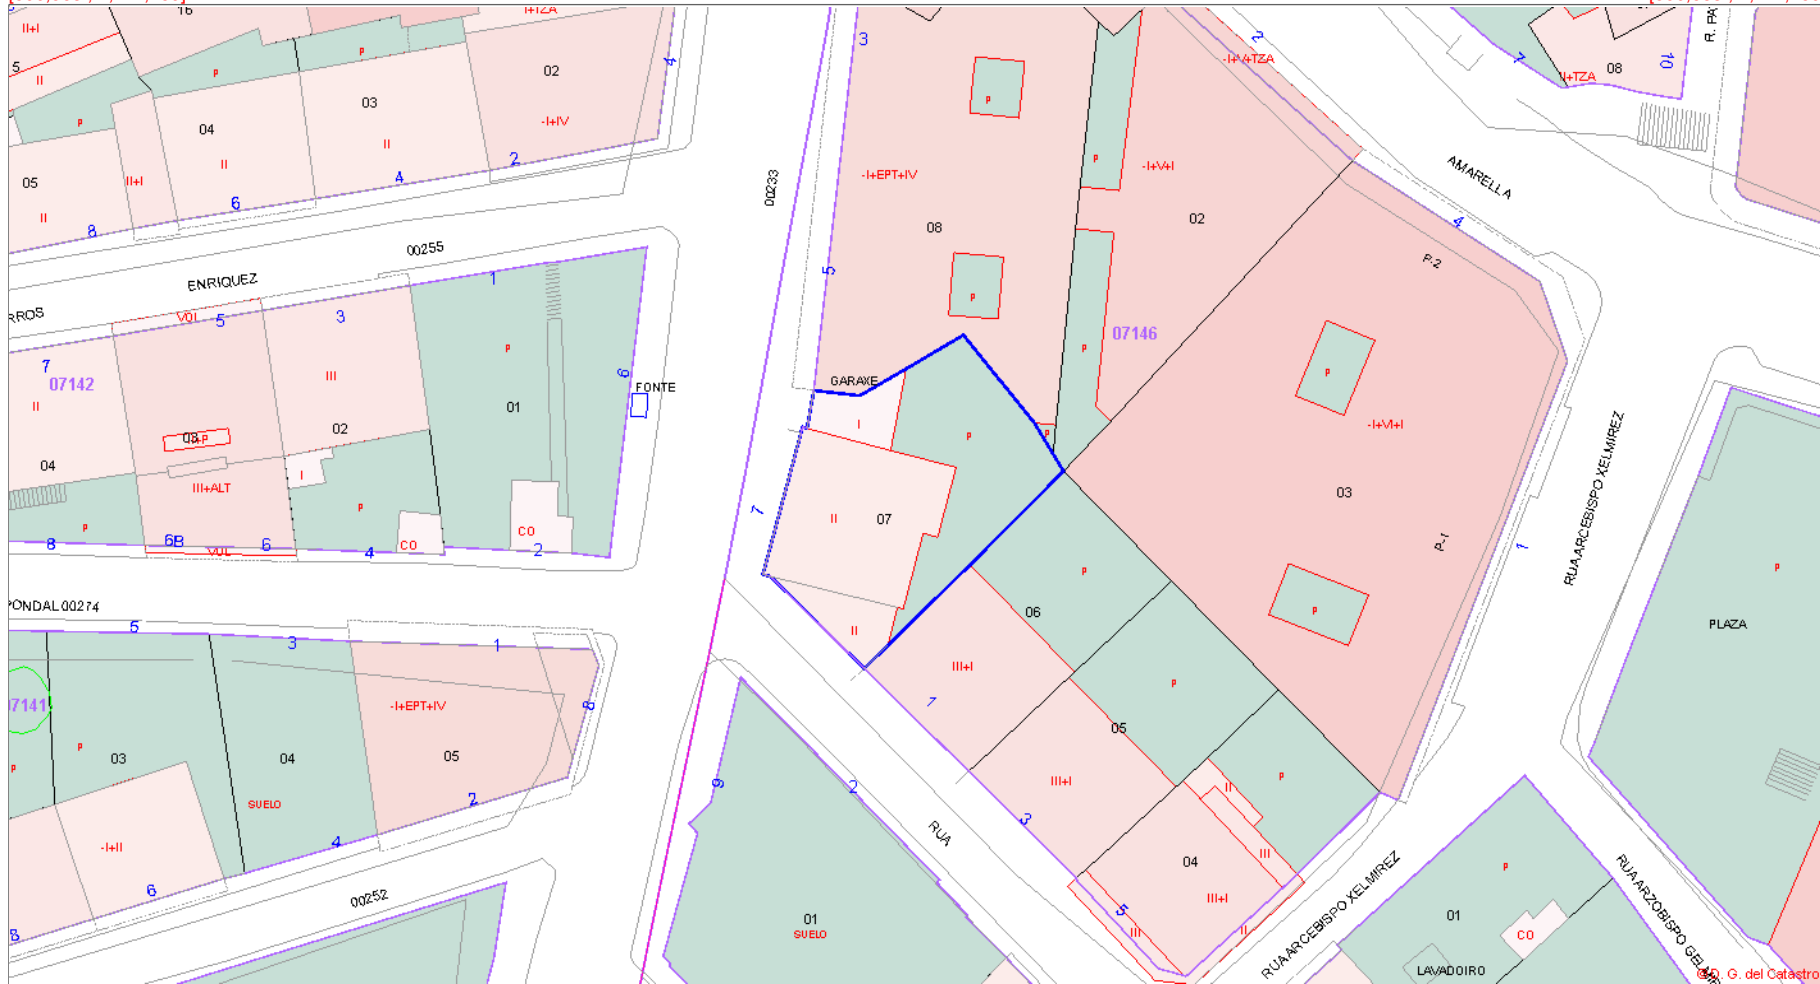 16
I+TZA
II+I
5
II
P
P
P
02
4
03
04
-I+IV
II
II
2
05
II+I
4
II
6
8
00255
ENRIQUEZ
1
RROS
VOL
5
3
7
07142
III
P
6
FONTE
II
01
02
04
I
III+ALT
P
P
CO
CO
8
6B
6
VOL
4
2
PONDAL 00274
5
3
1
07141
-I+EPT+IV
8
P
P
03
04
05
SUELO
2
-I+II
4
6
00252
8
3
00233
P
-I+EPT+IV
08
5
P
GARAXE
I
P
P
7
II
07
II
2
-I+V+TZA
P
-I+V+I
02
P
07146
7
I+TZA
08
10
R. PA
AMARELLA
4
P-2
P
-I+VI+I
03
P-1
P
1
RUA ARCEBISPO XELMIREZ
P
PLAZA
P
06
III+I
P
1
05
III+I
P
II
3
III
04
III+I
5
III
II
9
2
RUA
01
SUELO
RUA ARCEBISPO XELMIREZ
P
01
CO
LAVADOIRO
RUA ARZOBISPO GELMI
© D. G. del Catastro